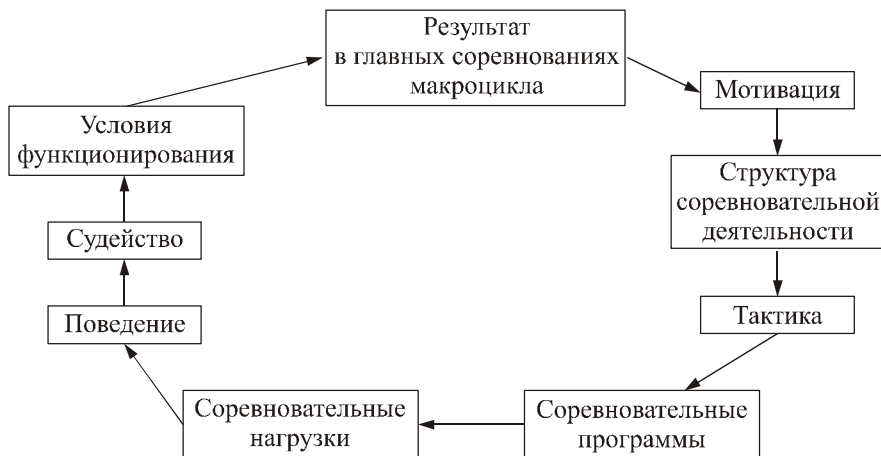 Результат
в главных соревнованиях
макроцикла
Мотивация
Структура
соревновательной
деятельности
Тактика
Соревновательные
программы
Соревновательные
нагрузки
Поведение
Судейство
Условия
функционирования